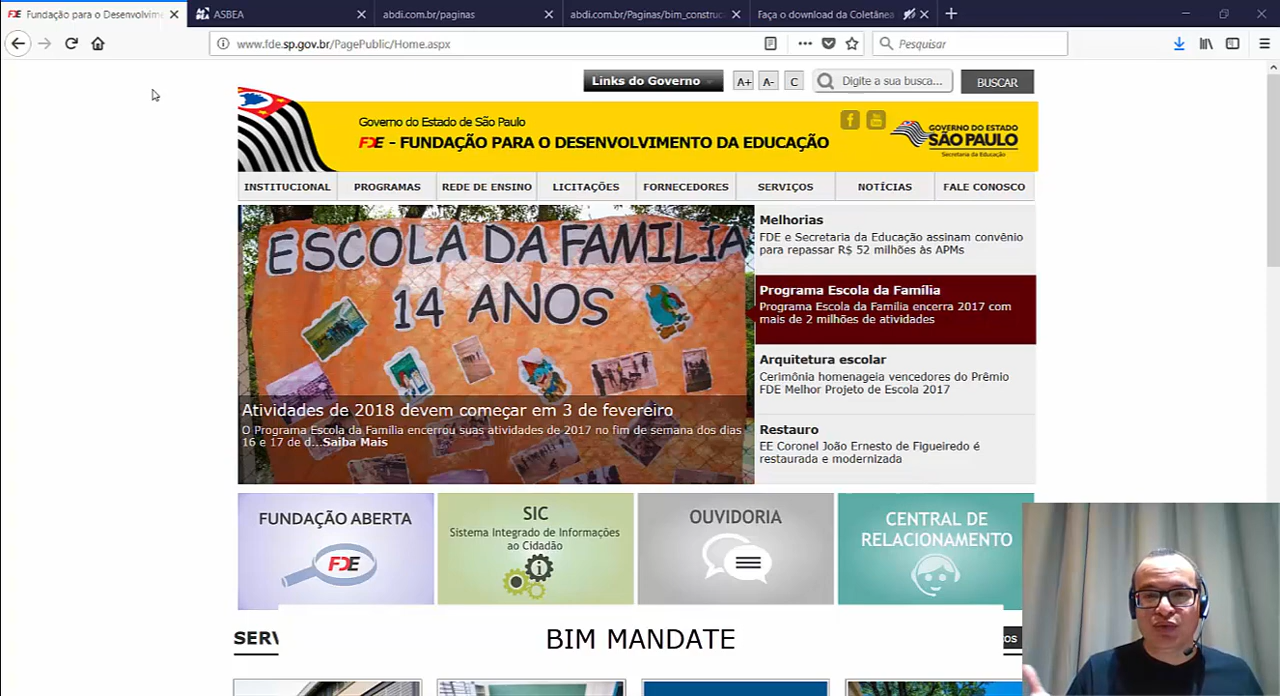 FDE Fundação para o Desenvolvim
ASBEA
abdi.com.br/paginas
abdi.com.br/Paginas/bim_construc
Faça o download da Coletânea
www.fde.sp.gov.br/PagePublic/Home.aspx
Pesquisar
Links do Governo
A+
A-
C
Digite a sua busca...
BUSCAR
Governo do Estado de São Paulo
FDE - FUNDAÇÃO PARA O DESENVOLVIMENTO DA EDUCAÇÃO
GOVERNO DO ESTADO
SÃO PAULO
Secretaria da Educação
INSTITUCIONAL
PROGRAMAS
REDE DE ENSINO
LICITAÇÕES
FORNECEDORES
SERVIÇOS
NOTÍCIAS
FALE CONOSCO
ESCOLA DA FAMÍLIA
14 ANOS
Atividades de 2018 devem começar em 3 de fevereiro
O Programa Escola da Família encerrou suas atividades de 2017 no fim de semana dos dias
16 e 17 de d...Saiba Mais
Melhorias
FDE e Secretaria da Educação assinam convênio
para repassar R$ 52 milhões às APMs
Programa Escola da Família
Programa Escola da Família encerra 2017 com
mais de 2 milhões de atividades
Arquitetura escolar
Cerimônia homenageia vencedores do Prêmio
FDE Melhor Projeto de Escola 2017
Restauro
EE Coronel João Ernesto de Figueiredo é
restaurada e modernizada
FUNDAÇÃO ABERTA
FDE
SIC
Sistema Integrado de Informações
ao Cidadão
OUVIDORIA
CENTRAL DE
RELACIONAMENTO
SERV
BIM MANDATE
os